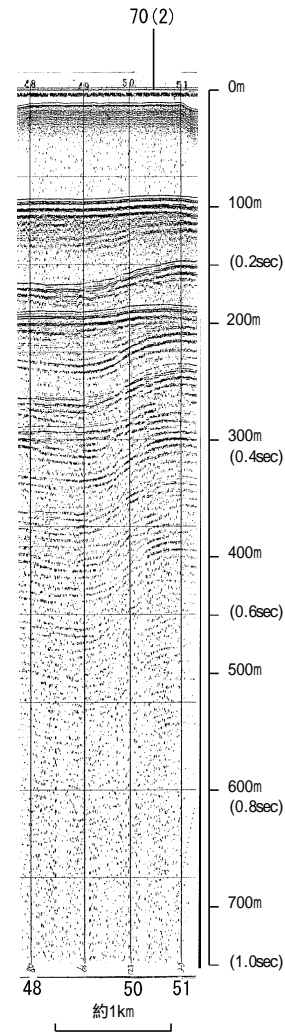 70(2)
48 49 50 51
0m
100m
(0.2sec)
200m
300m
(0.4sec)
400m
(0.6sec)
500m
600m
(0.8sec)
700m
(1.0sec)
48 50 51
約1km